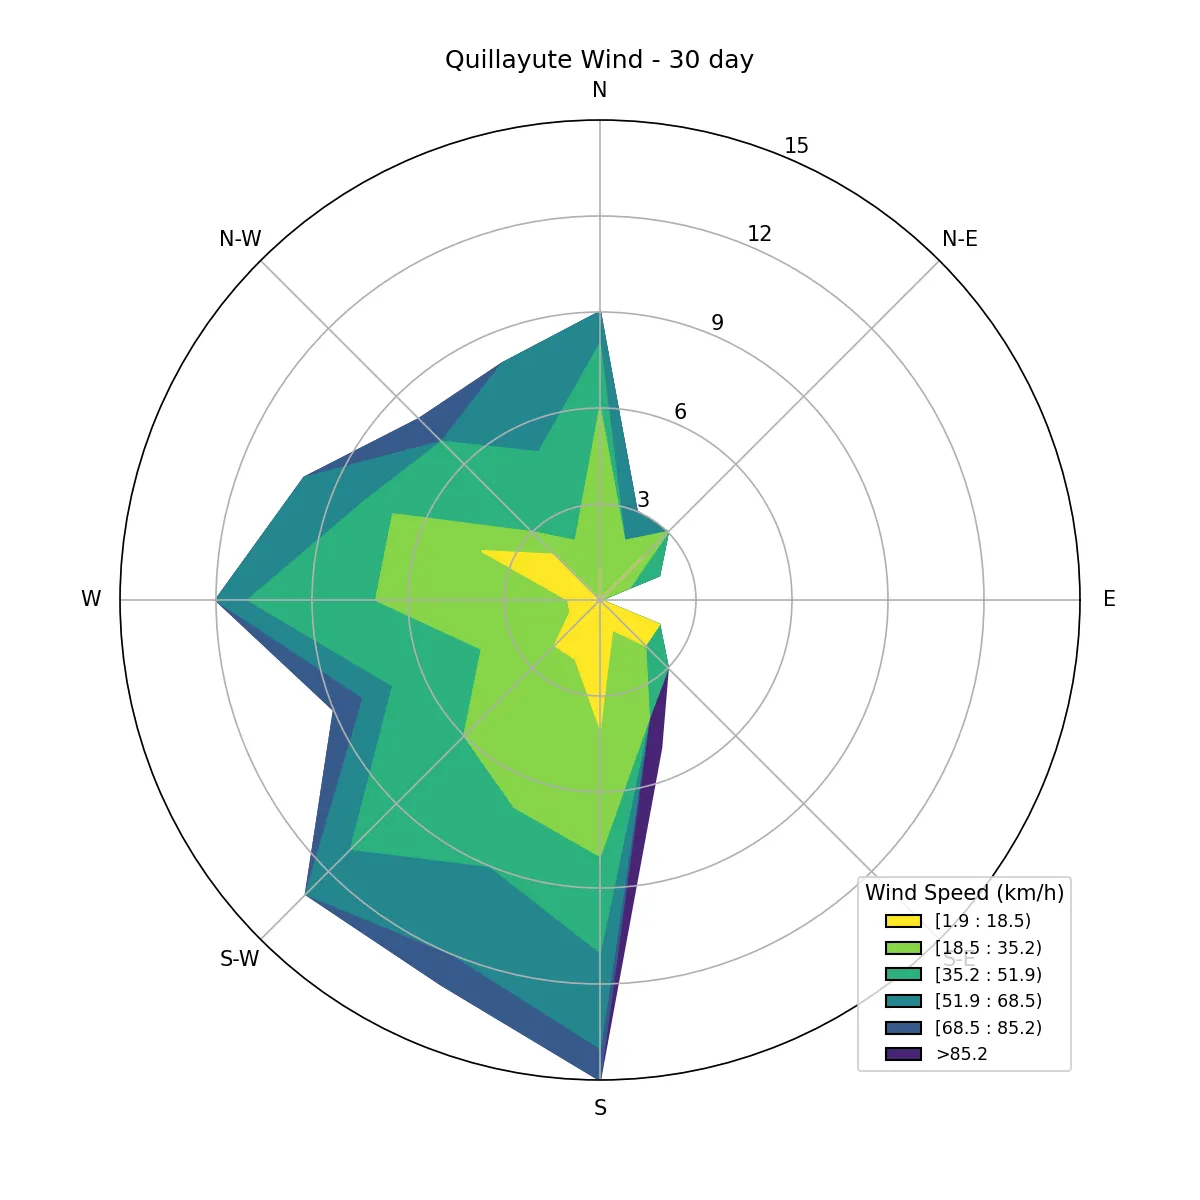 Quillayute Wind - 30 day
N
15
N-W
12
N-E
9
6
3
W
E
Wind Speed (km/h)
[1.9 : 18.5)
[18.5 : 35.2)
S-W
S-E
[35.2 : 51.9)
[51.9 : 68.5)
[68.5 : 85.2)
>85.2
S